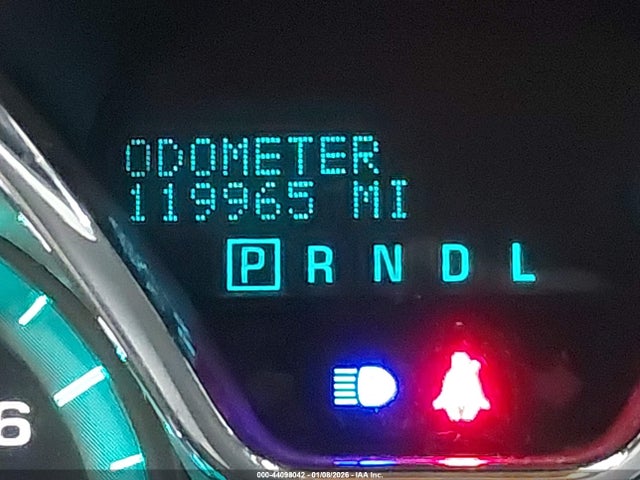 ODOMETER
119965 MI
P R N D L
6
000-44098042 - 01/08/2026 - IAA Inc.